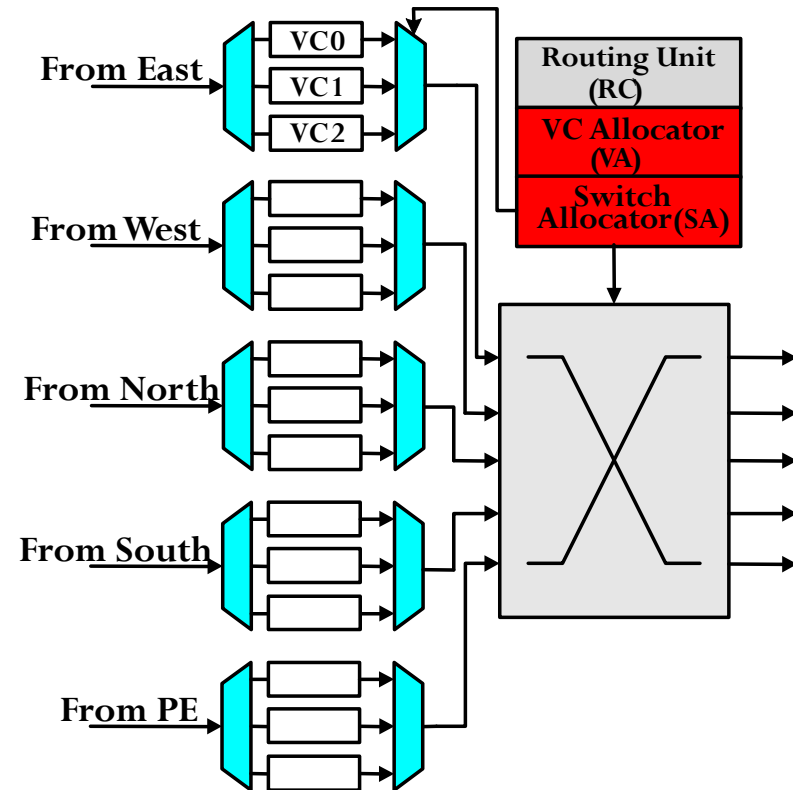 From East
VC0
VC1
VC2
From West
From North
From South
From PE
Routing Unit
(RC)
VC Allocator
(VA)
Switch
Allocator(SA)